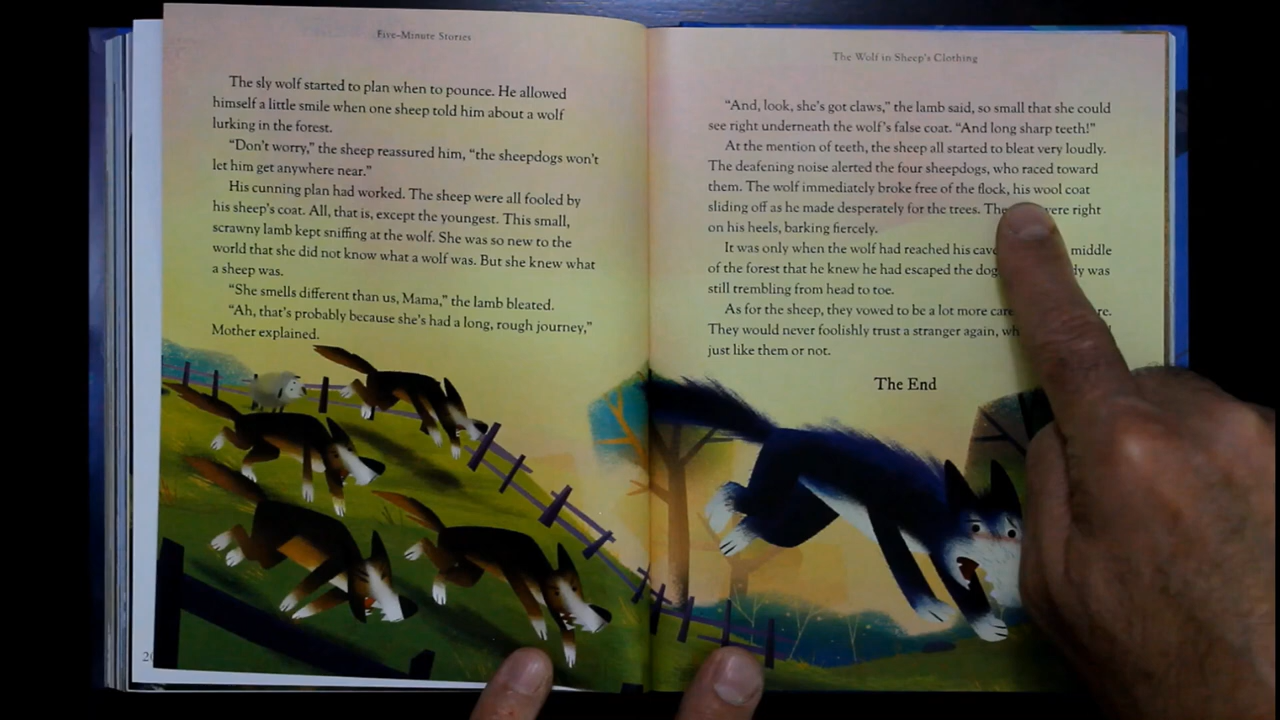 Five-Minute Stories
The sly wolf started to plan when to pounce. He allowed
himself a little smile when one sheep told him about a wolf
lurking in the forest.
“Don't worry,” the sheep reassured him, “the sheepdogs won't
let him get anywhere near.”
His cunning plan had worked. The sheep were all fooled by
his sheep's coat. All, that is, except the youngest. This small,
scrawny lamb kept sniffing at the wolf. She was so new to the
world that she did not know what a wolf was. But she knew what
a sheep was.
“She smells different than us, Mama,” the lamb bleated.
“Ah, that's probably because she's had a long, rough journey,”
Mother explained.
The Wolf in Sheep's Clothing
“And, look, she's got claws,” the lamb said, so small that she could
see right underneath the wolf's false coat. “And long sharp teeth!”
At the mention of teeth, the sheep all started to bleat very loudly.
The deafening noise alerted the four sheepdogs, who raced toward
them. The wolf immediately broke free of the flock, his wool coat
sliding off as he made desperately for the trees. were right
on his heels, barking fiercely.
It was only when the wolf had reached his middle
of the forest that he knew he had escaped the was
still trembling from head to toe.
As for the sheep, they vowed to be a lot more
They would never foolishly trust a stranger again,
just like them or not.
The End